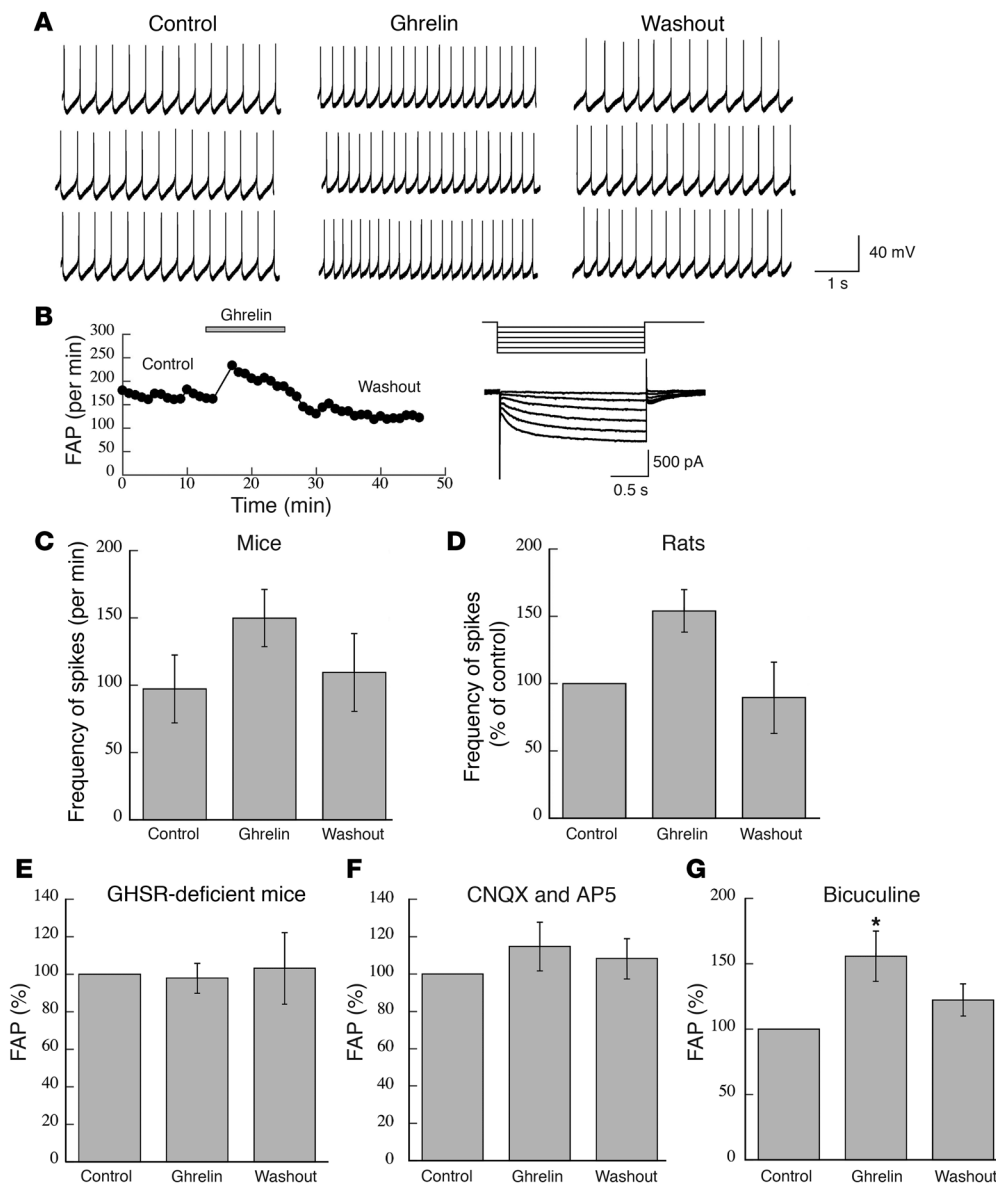 A
Control
Ghrelin
Washout
40 mV
1 s
B
Ghrelin
Control
Washout
FAP (per min)
300
250
200
150
100
50
0
0 10 20 30 40 50
Time (min)
500 pA
0.5 s
C
Mice
Frequency of spikes (per min)
200
150
100
50
0
Control Ghrelin Washout
D
Rats
Frequency of spikes
(% of control)
200
150
100
50
0
Control Ghrelin Washout
E
GHSR-deficient mice
FAP (%)
140
120
100
80
60
40
20
0
Control Ghrelin Washout
F
CNQX and AP5
FAP (%)
140
120
100
80
60
40
20
0
Control Ghrelin Washout
G
Bicuculine
*
FAP (%)
200
150
100
50
0
Control Ghrelin Washout